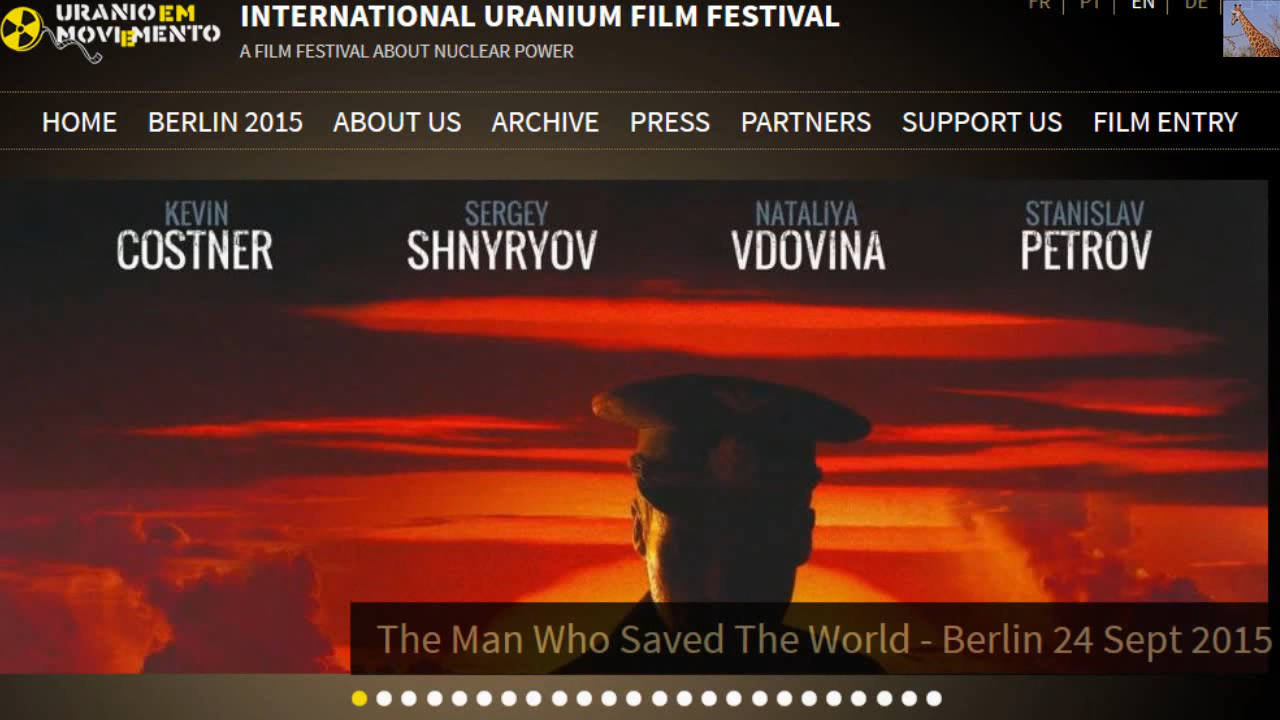 URANIO EM
MOVIEMENTO
INTERNATIONAL URANIUM FILM FESTIVAL
A FILM FESTIVAL ABOUT NUCLEAR POWER
FR | PT | EN | DE |
HOME BERLIN 2015 ABOUT US ARCHIVE PRESS PARTNERS SUPPORT US FILM ENTRY
KEVIN SERGEY NATALIYA STANISLAV
COSTNER SHNYRYOV VDOVINA PETROV
The Man Who Saved The World - Berlin 24 Sept 2015